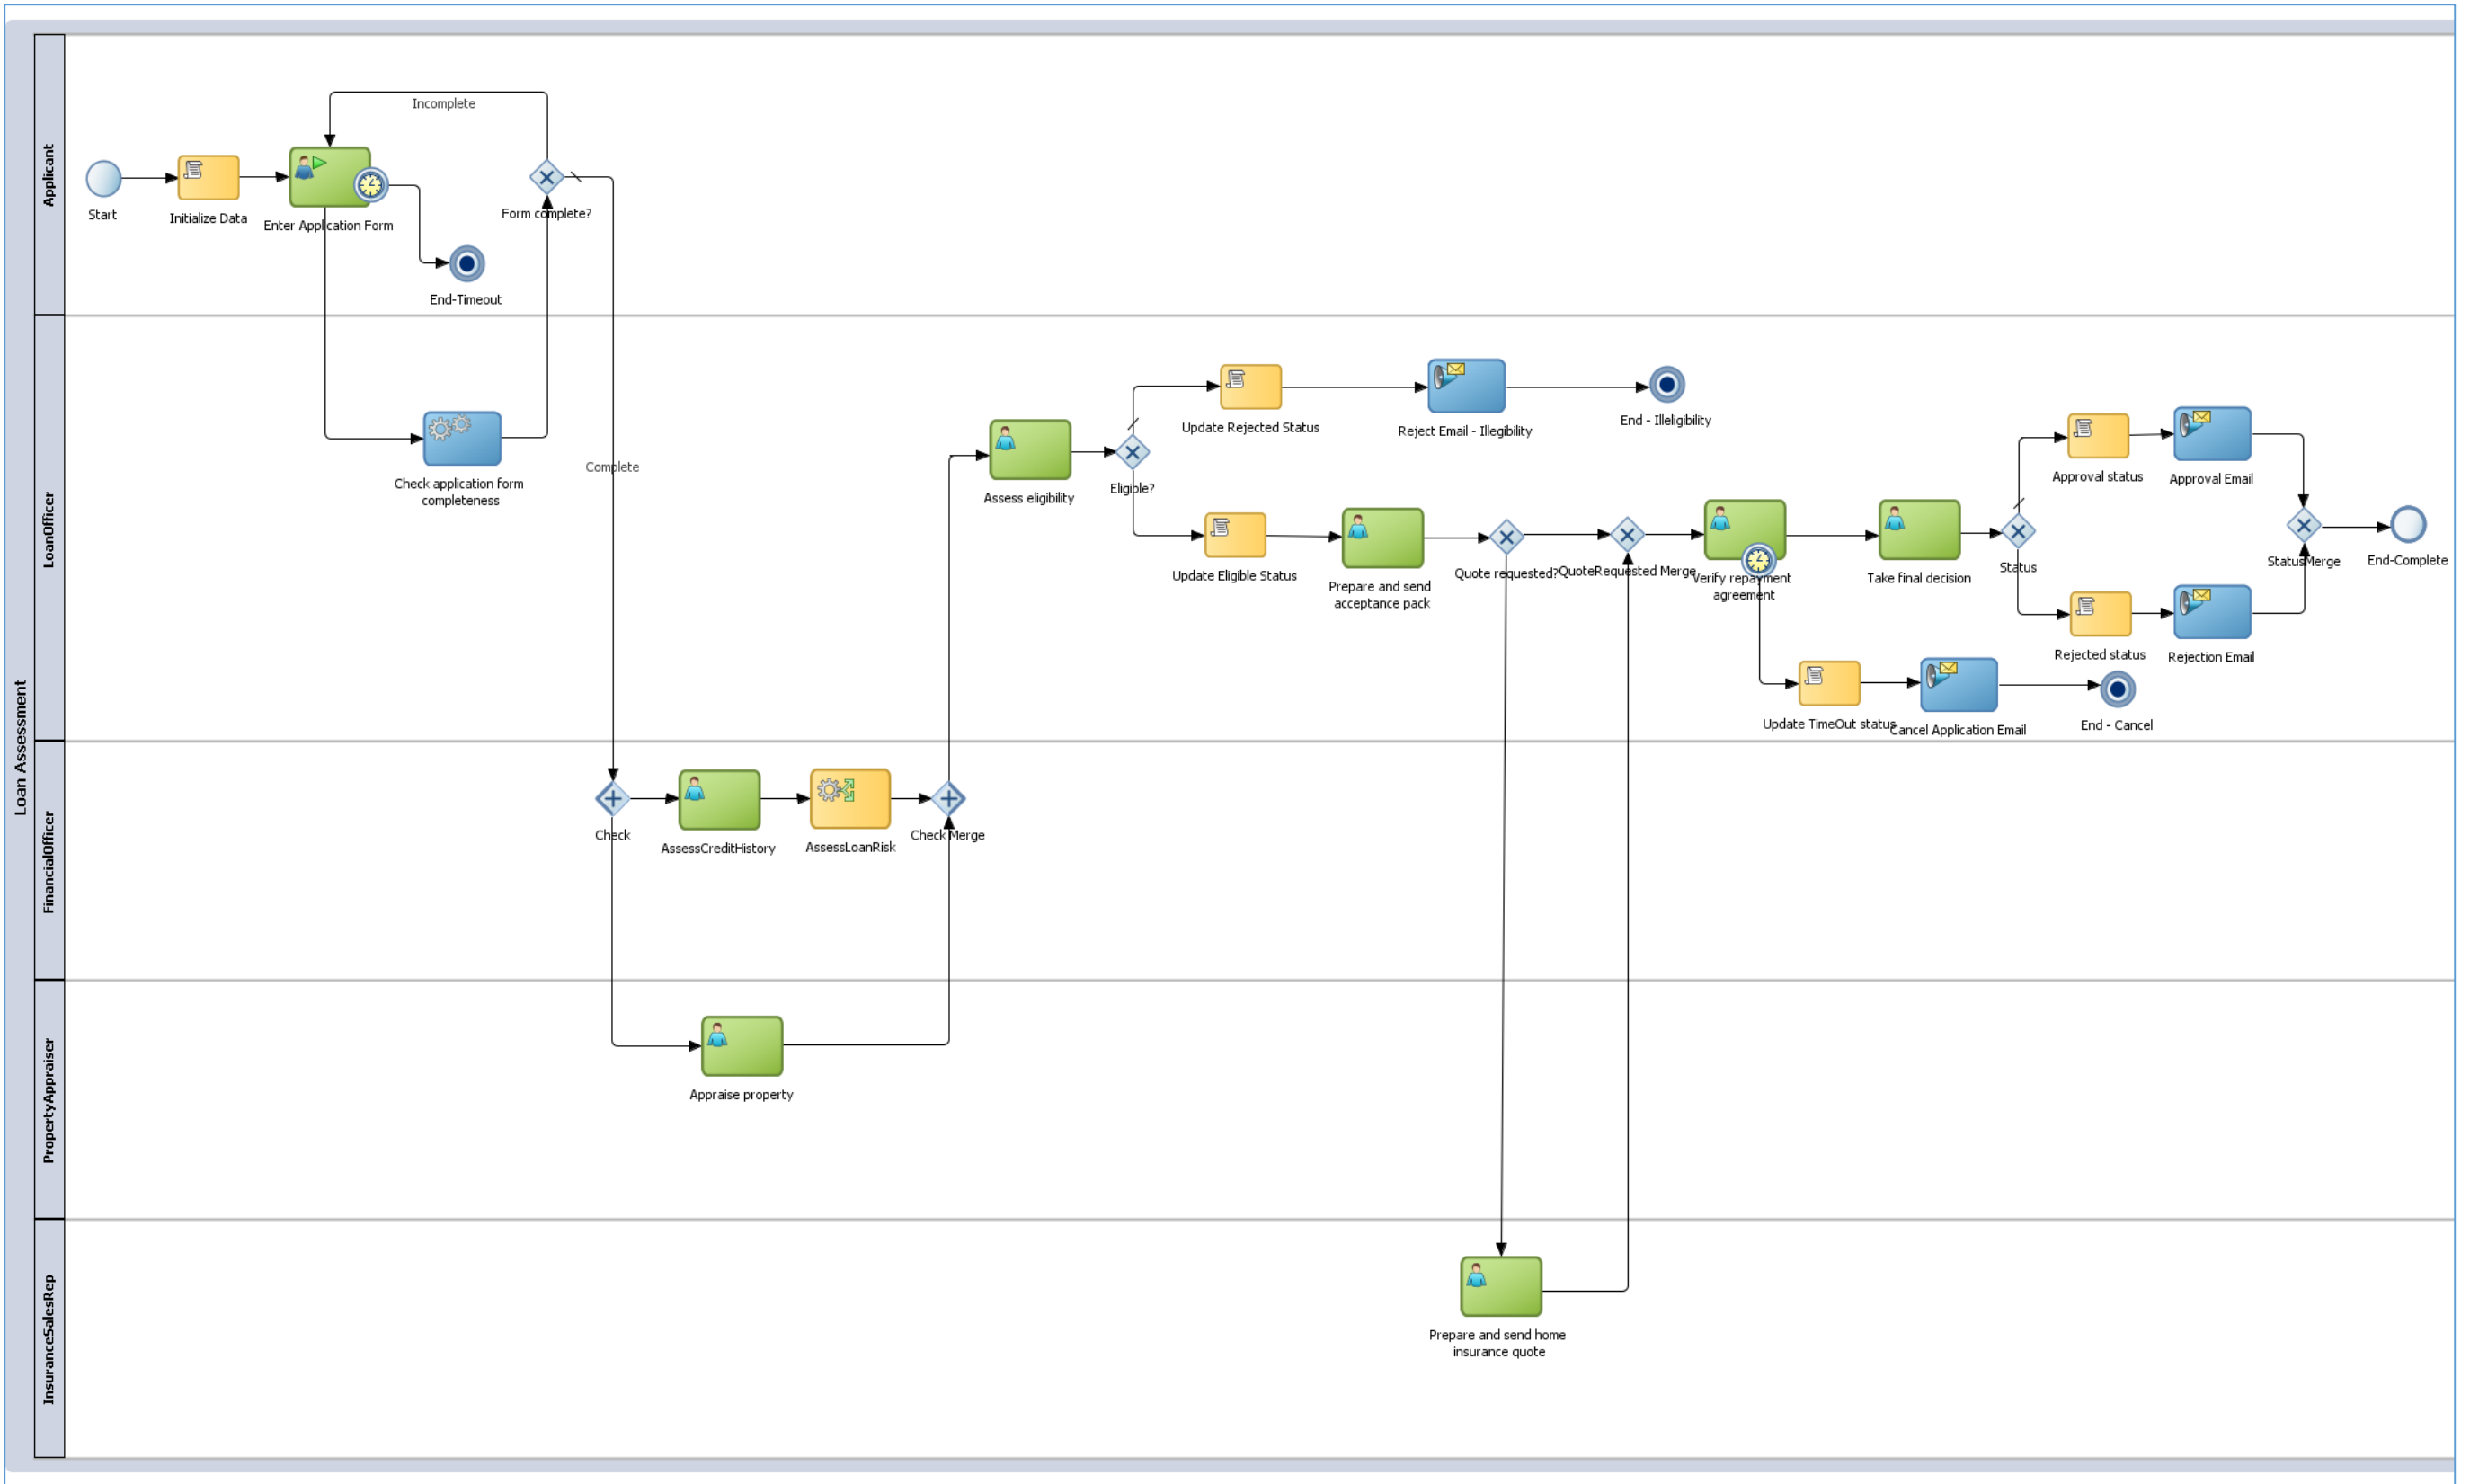 Loan Assessment
Applicant
Incomplete
Start
Initialize Data
Enter Application Form
Form complete?
End-Timeout
LoanOfficer
Check application form
completeness
Complete
Assess eligibility
Eligible?
Update Rejected Status
Reject Email - Illegibility
End - Illeligibility
Update Eligible Status
Prepare and send
acceptance pack
Quote requested?
QuoteRequested Merge
Verify repayment
agreement
Take final decision
Status
Approval status
Approval Email
StatusMerge
End-Complete
Rejected status
Rejection Email
Update TimeOut status
Cancel Application Email
End - Cancel
FinancialOfficer
Check
AssessCreditHistory
AssessLoanRisk
Check Merge
PropertyAppraiser
Appraise property
InsuranceSalesRep
Prepare and send home
insurance quote